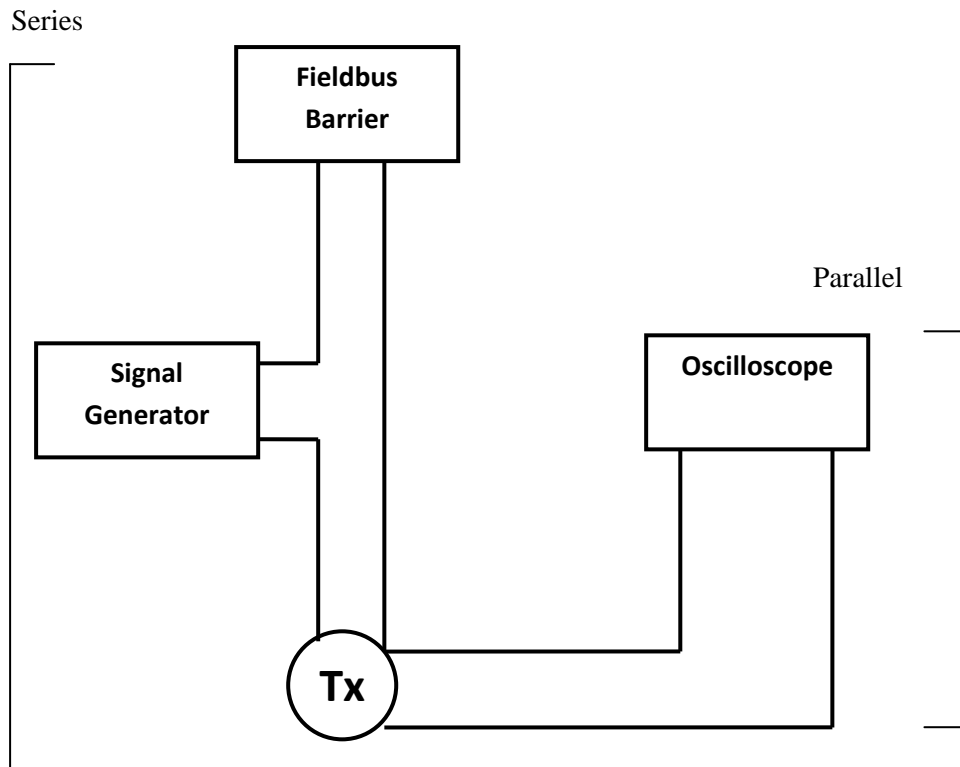 Series
Fieldbus
Barrier
Parallel
Signal
Generator
Oscilloscope
Tx